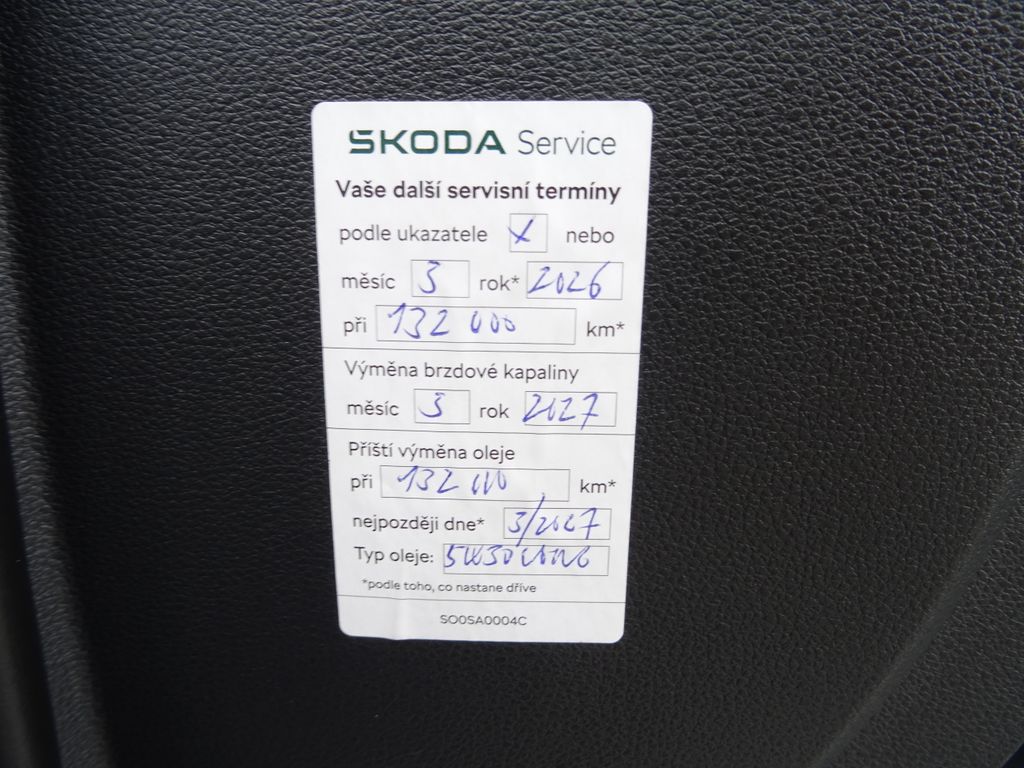 ŠKODA Service
Vaše další servisní termíny
podle ukazatele X nebo
měsíc 3 rok* 2026
při 132 000 km*
Výměna brzdové kapaliny
měsíc 3 rok 2027
Příští výměna oleje
při 132 000 km*
nejpozději dne* 3/2027
Typ oleje: 5W30 LONG
*podle toho, co nastane dříve
SO0SA0004C